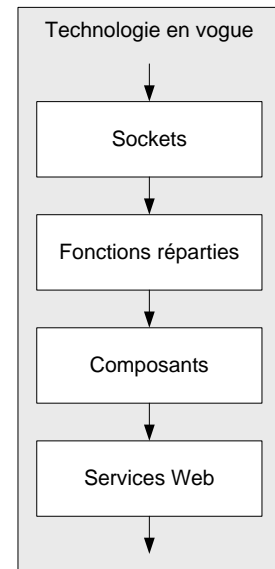 Technologie en vogue
Sockets
Fonctions réparties
Composants
Services Web